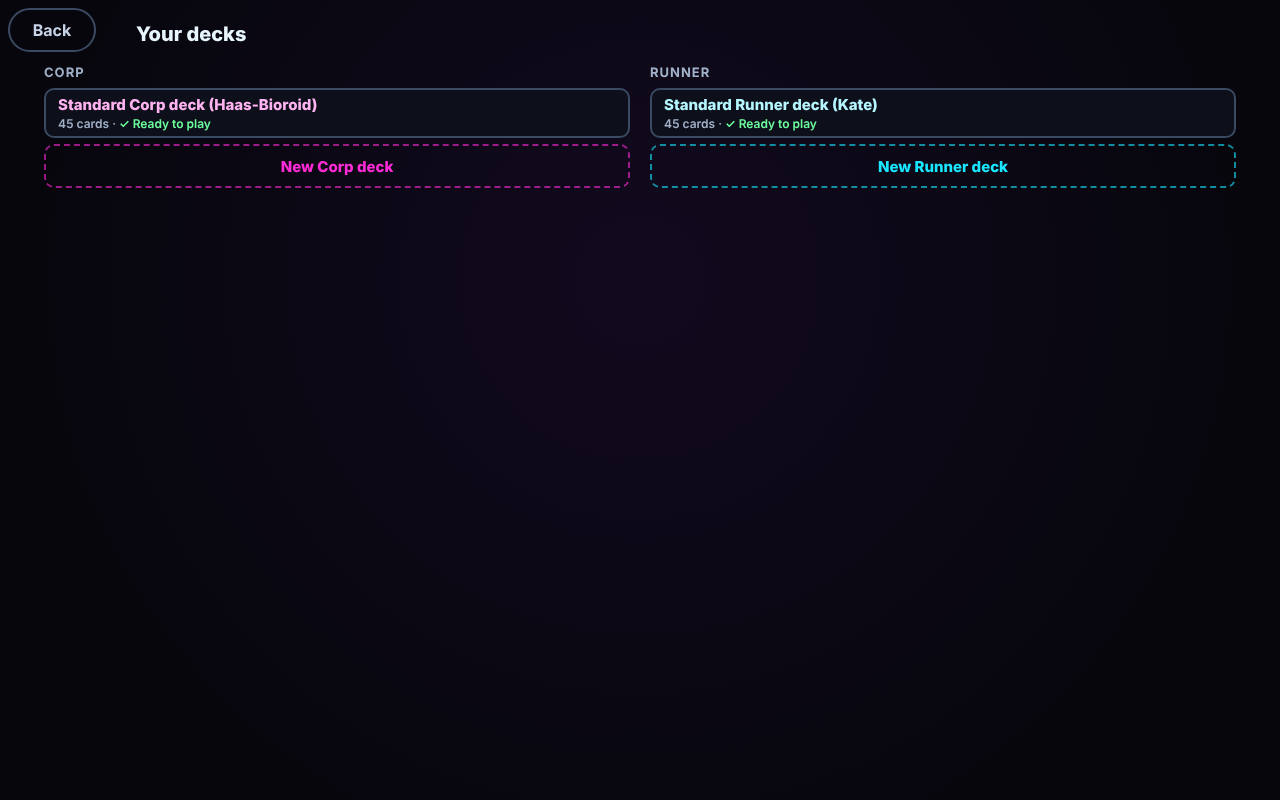 Back
Your decks
CORP
Standard Corp deck (Haas-Bioroid)
45 cards · ✓ Ready to play
New Corp deck
RUNNER
Standard Runner deck (Kate)
45 cards · ✓ Ready to play
New Runner deck